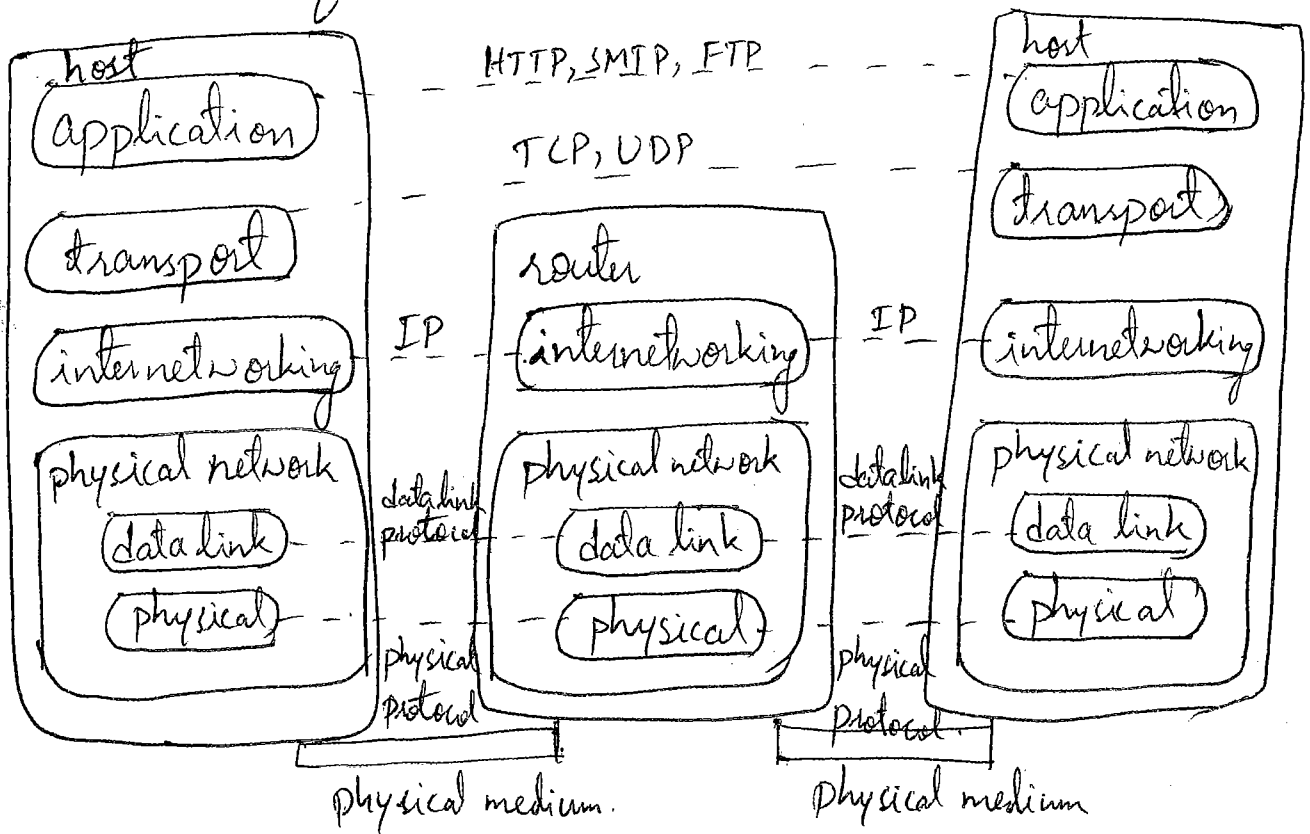 host
HTTP, SMIP, FTP
host
application
application
TCP, UDP
transport
transport
router
internetworking
IP
internetworking
IP
internetworking
physical network
physical network
physical network
data link
data link
protocol
data link
data link
protocol
data link
physical
physical
physical
physical
protocol
physical
protocol.
physical medium.
physical medium